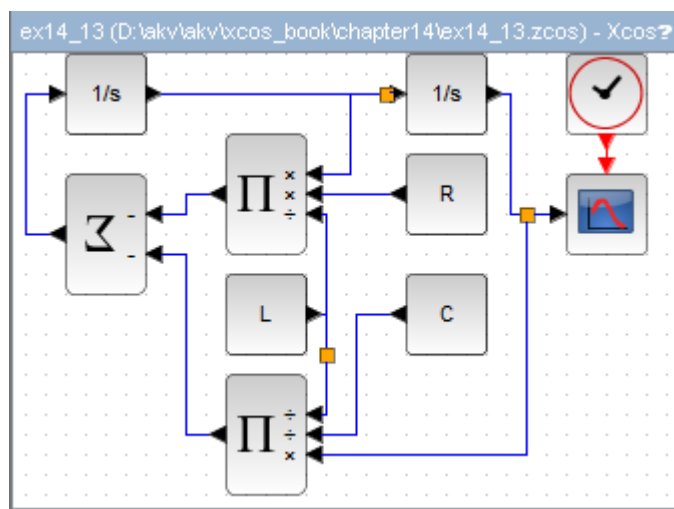 ex14_13 (D:\akv\akv\xcos_book\chapter14\ex14_13.zcos) - Xcos?
1/s
1/s
∏ × × ÷
R
Σ - -
L
C
∏ ÷ ÷ ×